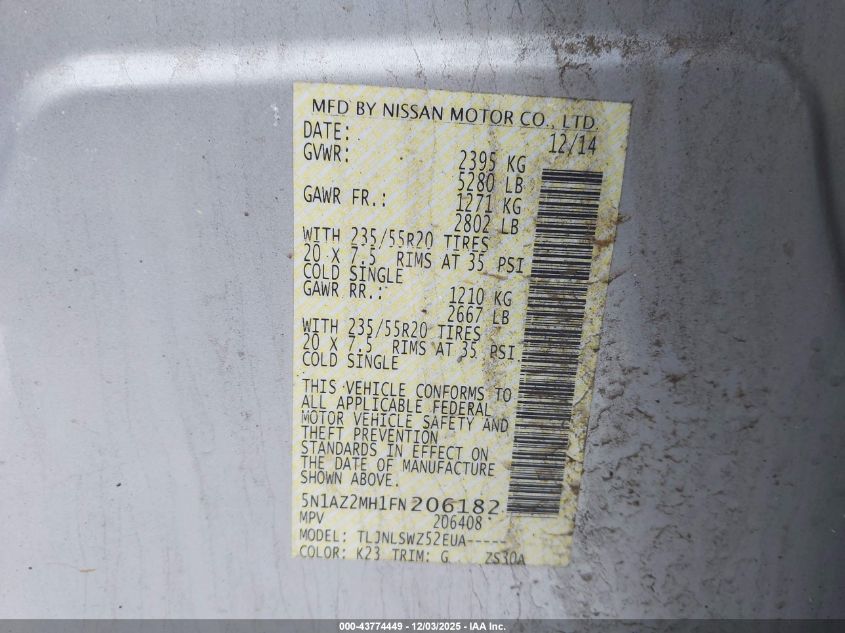 MFD BY NISSAN MOTOR CO., LTD.
DATE: 12/14
GVWR: 2395 KG
5280 LB
GAWR FR.: 1271 KG
2802 LB
WITH 235/55R20 TIRES
20 X 7.5 RIMS AT 35 PSI
COLD SINGLE
GAWR RR.: 1210 KG
2667 LB
WITH 235/55R20 TIRES
20 X 7.5 RIMS AT 35 PSI
COLD SINGLE
THIS VEHICLE CONFORMS TO
ALL APPLICABLE FEDERAL
MOTOR VEHICLE SAFETY AND
THEFT PREVENTION
STANDARDS IN EFFECT ON
THE DATE OF MANUFACTURE
SHOWN ABOVE.
5N1AZ2MH1FN206182
MPV 206408
MODEL: TLJNLSWZ52EUA-----
COLOR: K23 TRIM: G ZS30A
000-43774449 - 12/03/2025 - IAA Inc.